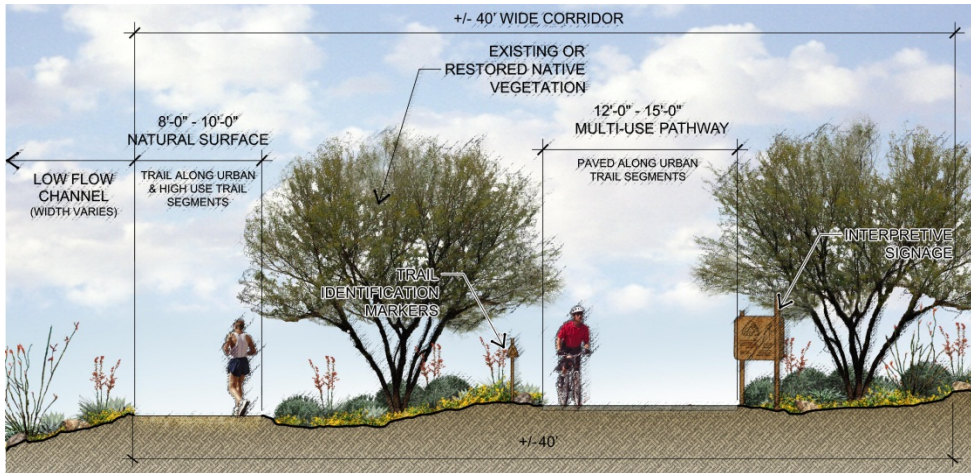 +/- 40' WIDE CORRIDOR
EXISTING OR
RESTORED NATIVE
VEGETATION
8'-0" - 10'-0"
NATURAL SURFACE
12'-0" - 15'-0"
MULTI-USE PATHWAY
LOW FLOW
CHANNEL
(WIDTH VARIES)
TRAIL ALONG URBAN
& HIGH USE TRAIL
SEGMENTS
PAVED ALONG URBAN
TRAIL SEGMENTS
TRAIL
IDENTIFICATION
MARKERS
INTERPRETIVE
SIGNAGE
+/-40'